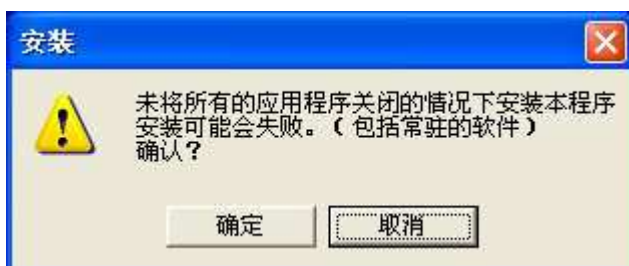 安装
未将所有的应用程序关闭的情况下安装本程序
安装可能会失败。(包括常驻的软件)
确认?
确定
取消